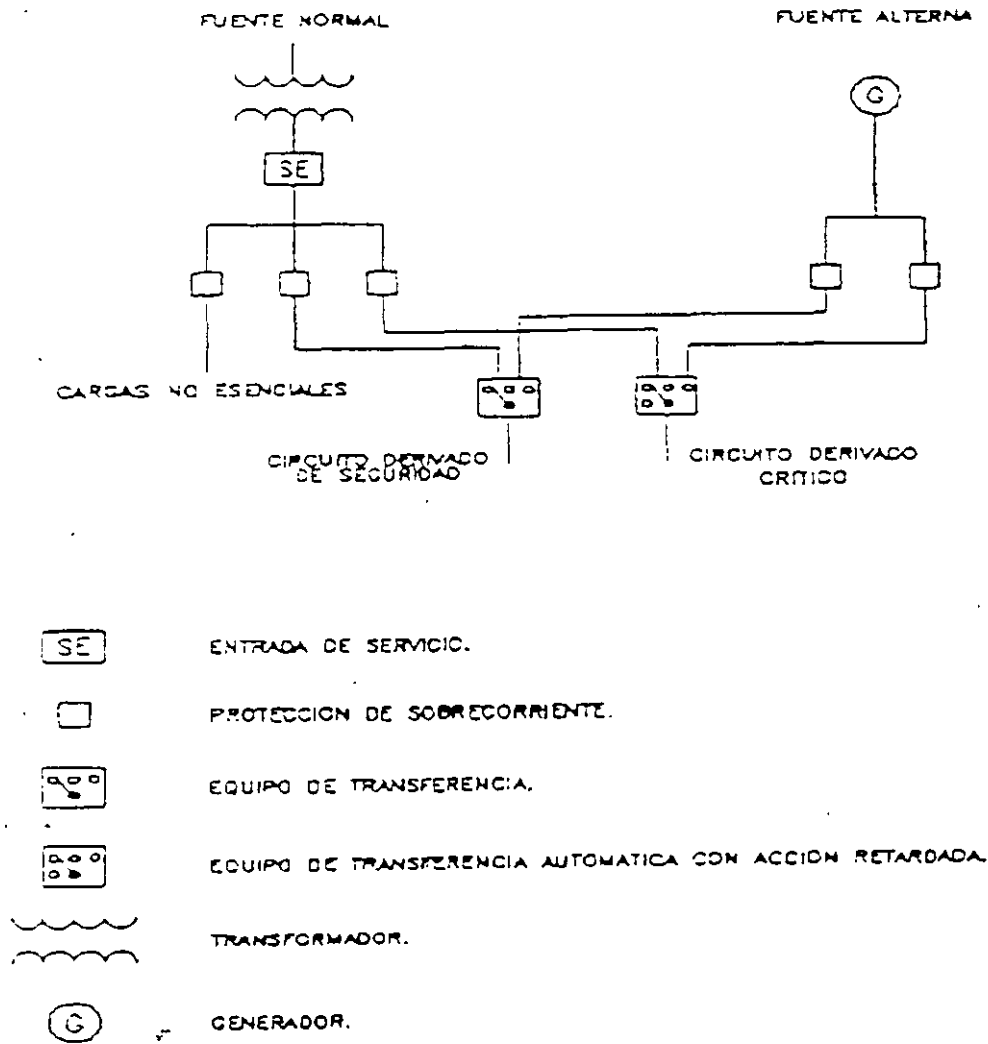 FUENTE NORMAL
FUENTE ALTERNA
G
SE
CARGAS NO ESENCIALES
CIRCUITO DERIVADO
DE SEGURIDAD
CIRCUITO DERIVADO
CRITICO
SE ENTRADA DE SERVICIO.
PROTECCION DE SOBRECORRIENTE.
EQUIPO DE TRANSFERENCIA.
EQUIPO DE TRANSFERENCIA AUTOMATICA CON ACCION RETARDADA.
TRANSFORMADOR.
G GENERADOR.